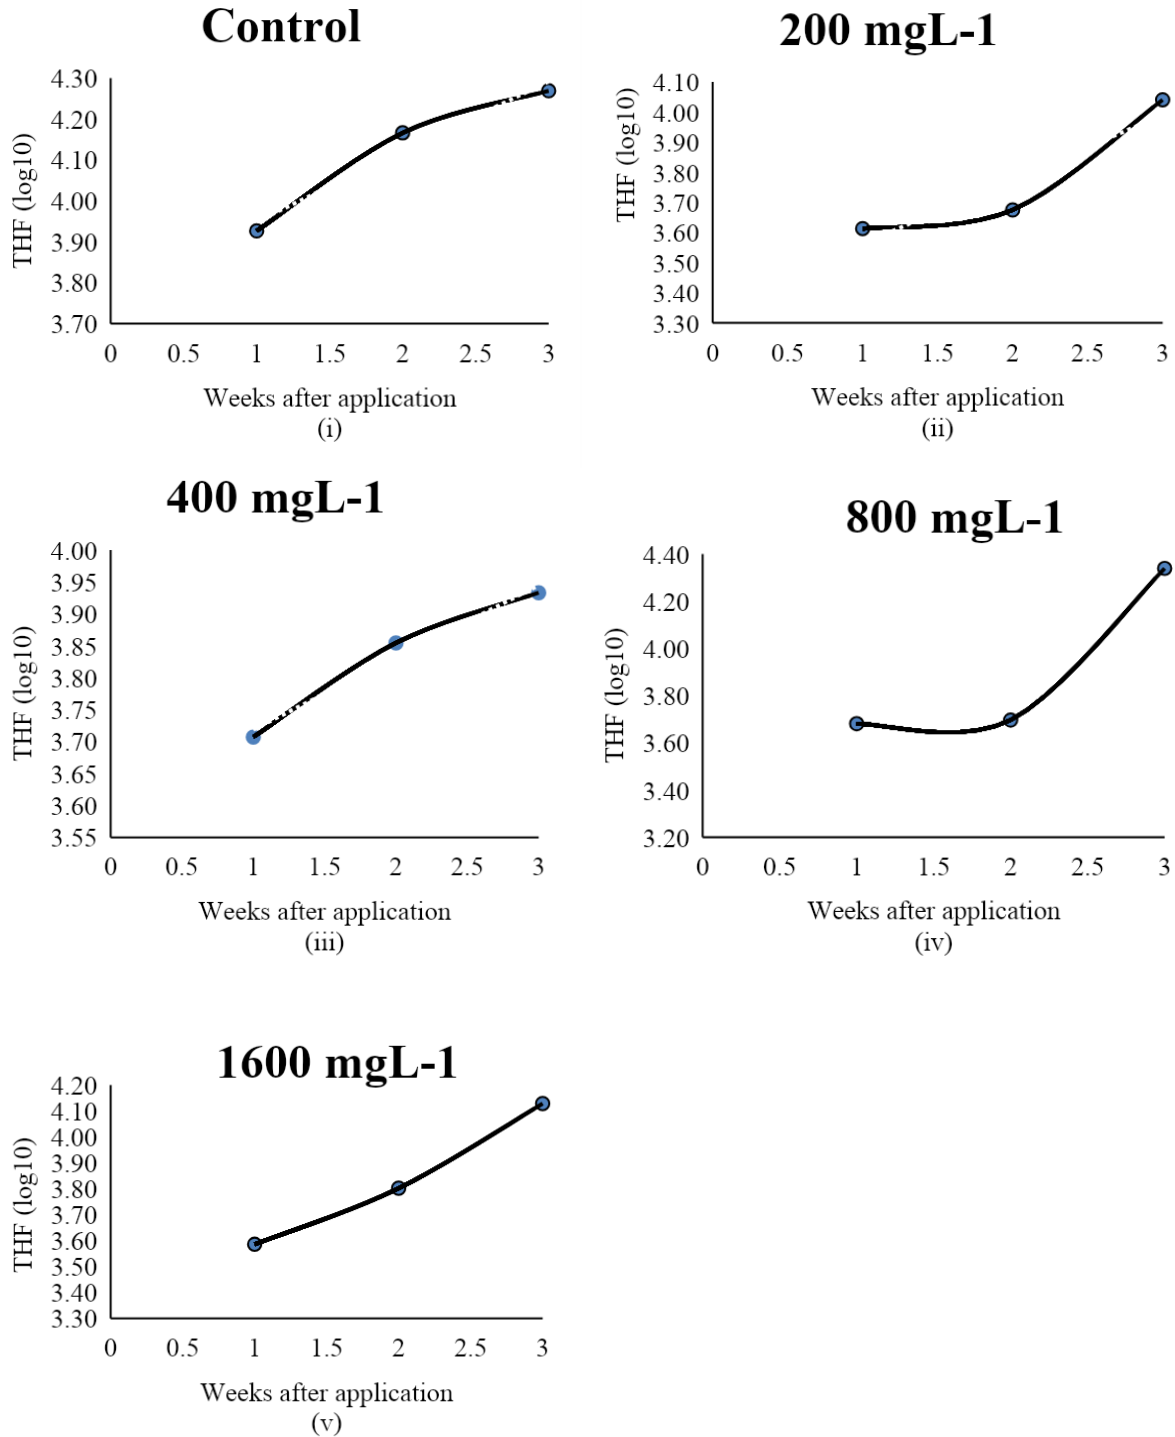 Control
THF (log10)
4.30
4.20
4.10
4.00
3.90
3.80
3.70
0 0.5 1 1.5 2 2.5 3
Weeks after application
(i)
200 mgL-1
THF (log10)
4.10
4.00
3.90
3.80
3.70
3.60
3.50
3.40
3.30
0 0.5 1 1.5 2 2.5 3
Weeks after application
(ii)
400 mgL-1
THF (log10)
4.00
3.95
3.90
3.85
3.80
3.75
3.70
3.65
3.60
3.55
0 0.5 1 1.5 2 2.5 3
Weeks after application
(iii)
800 mgL-1
THF (log10)
4.40
4.20
4.00
3.80
3.60
3.40
3.20
0 0.5 1 1.5 2 2.5 3
Weeks after application
(iv)
1600 mgL-1
THF (log10)
4.20
4.10
4.00
3.90
3.80
3.70
3.60
3.50
3.40
3.30
0 0.5 1 1.5 2 2.5 3
Weeks after application
(v)